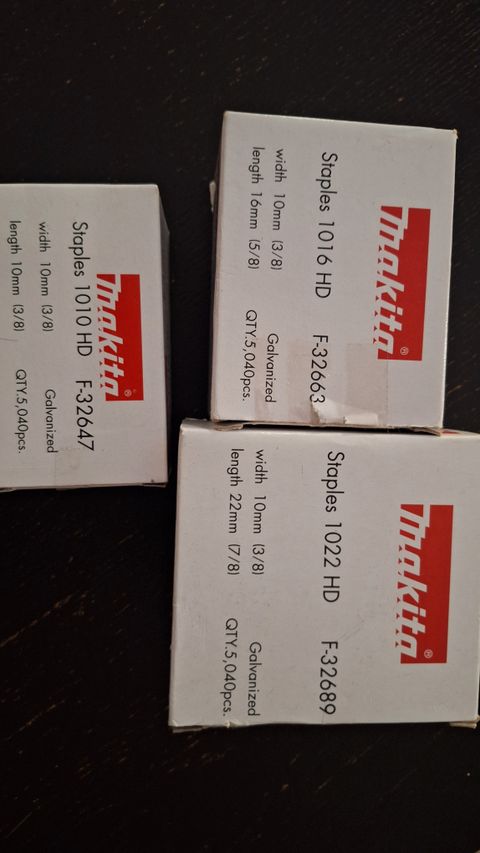 makita®
Staples 1016 HD F-32663
width 10mm (3/8) Galvanized
length 16mm (5/8) QTY.5,040pcs.
makita®
Staples 1010 HD F-32647
width 10mm (3/8) Galvanized
length 10mm (3/8) QTY.5,040pcs.
makita®
Staples 1022 HD F-32689
width 10mm (3/8) Galvanized
length 22mm (7/8) QTY.5,040pcs.